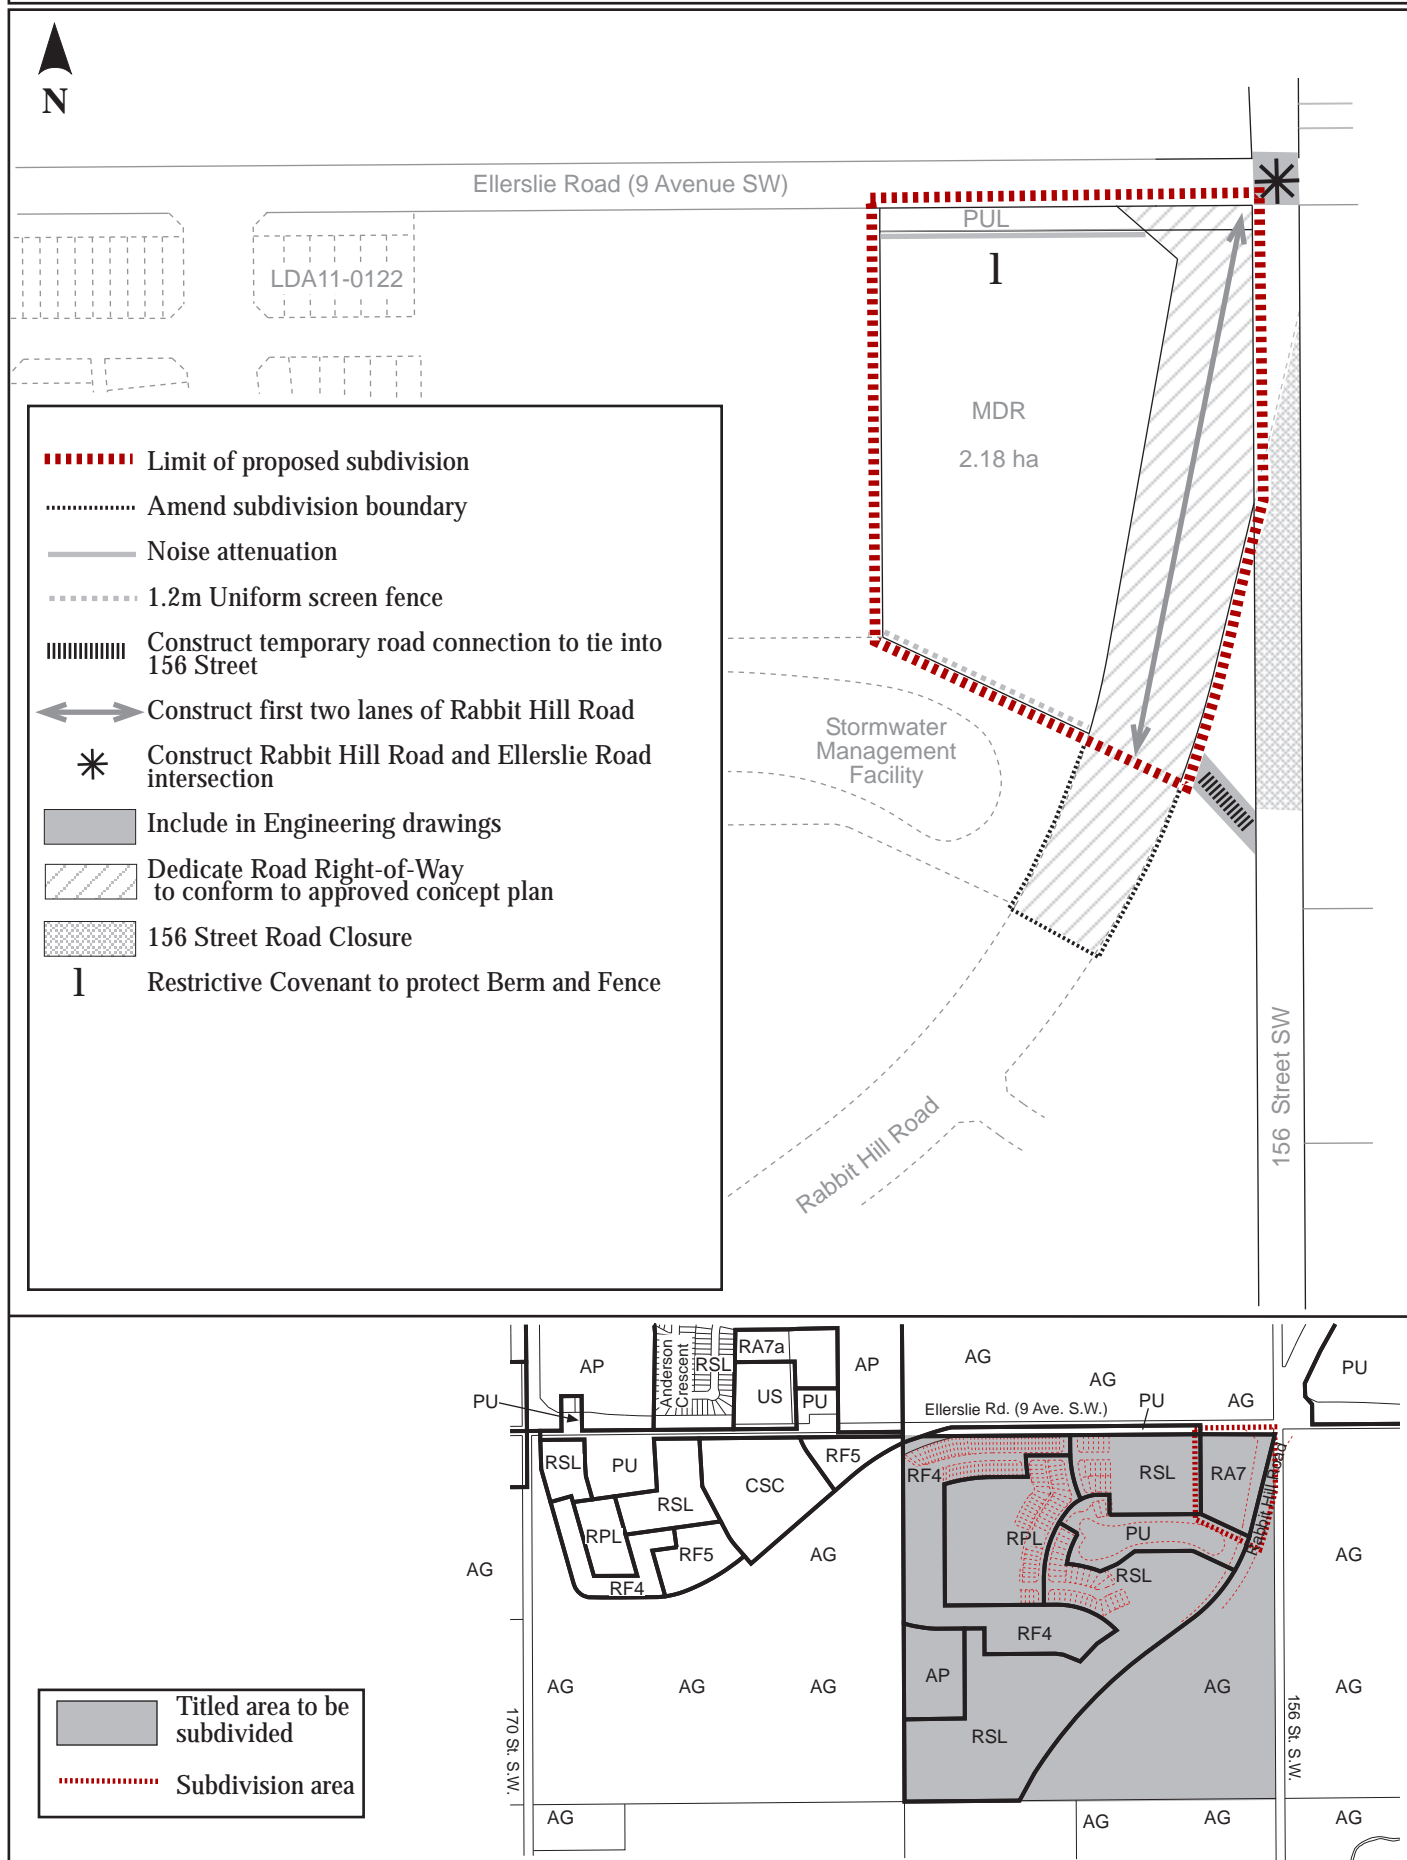 N
Ellerslie Road (9 Avenue SW)
LDA11-0122
PUL
l
MDR
2.18 ha
Limit of proposed subdivision
Amend subdivision boundary
Noise attenuation
1.2m Uniform screen fence
Construct temporary road connection to tie into
156 Street
Construct first two lanes of Rabbit Hill Road
Construct Rabbit Hill Road and Ellerslie Road
intersection
Include in Engineering drawings
Dedicate Road Right-of-Way
to conform to approved concept plan
156 Street Road Closure
l
Restrictive Covenant to protect Berm and Fence
Stormwater
Management
Facility
Rabbit Hill Road
156 Street SW
AP
Anderson
Crescent
RSL
RA7a
US
PU
AP
AG
AG
AG
PU
PU
PU
Ellerslie Rd. (9 Ave. S.W.)
RSL
PU
RSL
RPL
RF4
RF5
CSC
RF5
RF4
RSL
RA7
Rabbit Hill Road
RPL
PU
RSL
RF4
AP
RSL
AG
AG
AG
AG
AG
AG
AG
AG
170 St. S.W.
156 St. S.W.
AG
AG
AG
AG
Titled area to be
subdivided
Subdivision area